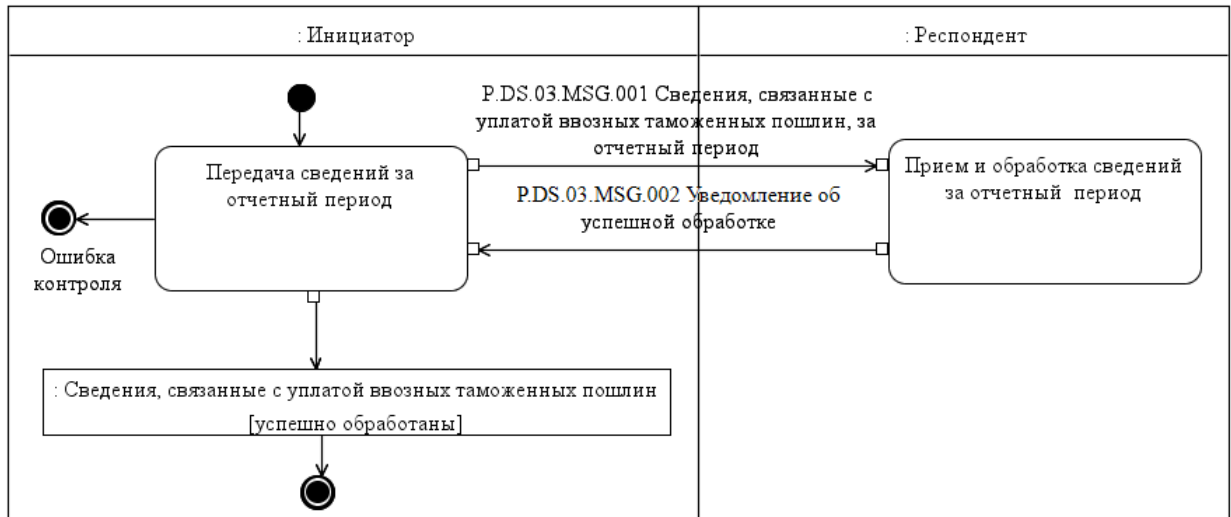 : Инициатор
: Респондент
P.DS.03.MSG.001 Сведения, связанные с
уплатой ввозных таможенных пошлин, за
отчетный период
Передача сведений за
отчетный период
Прием и обработка сведений
за отчетный период
P.DS.03.MSG.002 Уведомление об
успешной обработке
Ошибка
контроля
: Сведения, связанные с уплатой ввозных таможенных пошлин
[успешно обработаны]